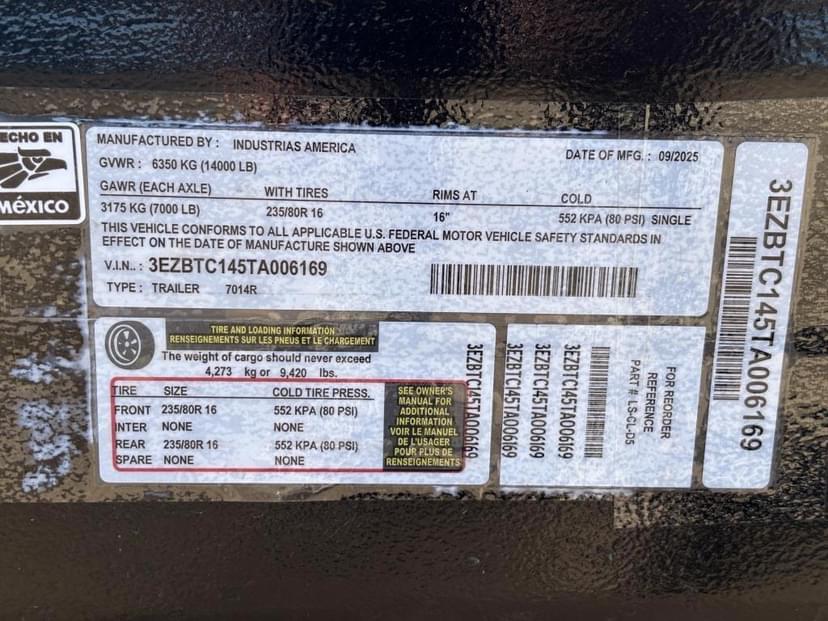 HECHO EN
MÉXICO
MANUFACTURED BY : INDUSTRIAS AMERICA
DATE OF MFG. : 09/2025
GVWR : 6350 KG (14000 LB)
GAWR (EACH AXLE) WITH TIRES RIMS AT COLD
3175 KG (7000 LB) 235/80R 16 16" 552 KPA (80 PSI) SINGLE
THIS VEHICLE CONFORMS TO ALL APPLICABLE U.S. FEDERAL MOTOR VEHICLE SAFETY STANDARDS IN
EFFECT ON THE DATE OF MANUFACTURE SHOWN ABOVE
V.I.N.. : 3EZBTC145TA006169
TYPE : TRAILER 7014R
TIRE AND LOADING INFORMATION
RENSEIGNEMENTS SUR LES PNEUS ET LE CHARGEMENT
The weight of cargo should never exceed
4,273 kg or 9,420 lbs.
TIRE SIZE COLD TIRE PRESS.
FRONT 235/80R 16 552 KPA (80 PSI)
INTER NONE NONE
REAR 235/80R 16 552 KPA (80 PSI)
SPARE NONE NONE
SEE OWNER'S
MANUAL FOR
ADDITIONAL
INFORMATION
VOIR LE MANUEL
DE L'USAGER
POUR PLUS DE
RENSEIGNEMENTS
3EZBTC145TA006169
3EZBTC145TA006169
3EZBTC145TA006169
3EZBTC145TA006169
FOR REORDER
REFERENCE
PART # LS-CL-D5
3EZBTC145TA006169